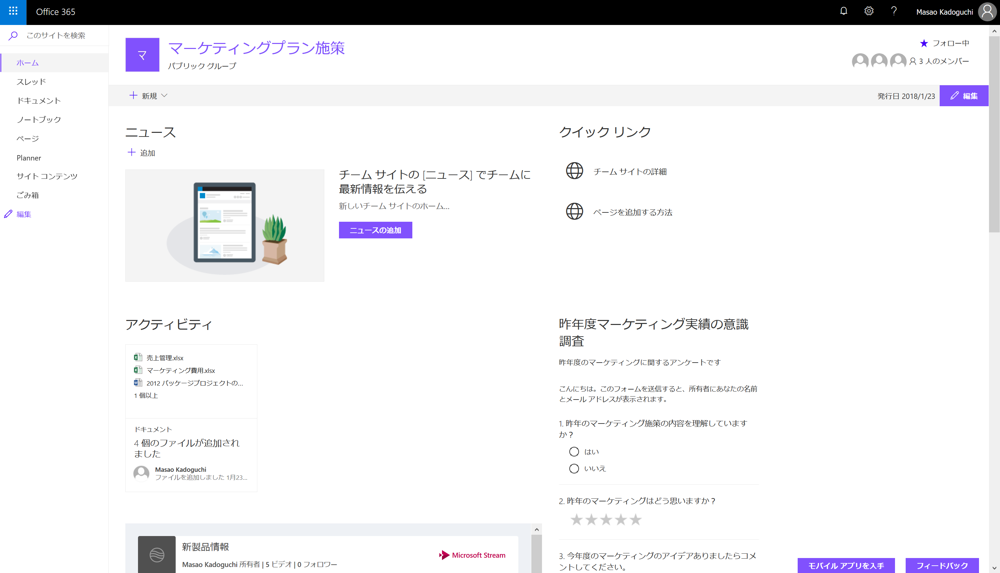 Office 365
Masao Kadoguchi
このサイトを検索
ホーム
スレッド
ドキュメント
ノートブック
ページ
Planner
サイト コンテンツ
ごみ箱
編集
マ
マーケティングプラン施策
パブリック グループ
フォロー中
3 人のメンバー
新規
発行日 2018/1/23
編集
ニュース
追加
チーム サイトの [ニュース] でチームに
最新情報を伝える
新しいチーム サイトのホーム...
ニュースの追加
クイック リンク
チーム サイトの詳細
ページを追加する方法
アクティビティ
売上管理.xlsx
マーケティング費用.xlsx
2012 パッケージプロジェクトの...
1 個以上
ドキュメント
4 個のファイルが追加され
ました
Masao Kadoguchi
ファイルを追加しました 1月23...
新製品情報
Masao Kadoguchi 所有者 | 5 ビデオ | 0 フォロワー
Microsoft Stream
昨年度マーケティング実績の意識
調査
昨年度のマーケティングに関するアンケートです
こんにちは。このフォームを送信すると、所有者にあなたの名前
とメール アドレスが表示されます。
1. 昨年のマーケティング施策の内容を理解しています
か？
はい
いいえ
2. 昨年のマーケティングはどう思いますか？
3. 今年度のマーケティングのアイデアありましたらコメ
ントしてください。
モバイル アプリを入手
フィードバック